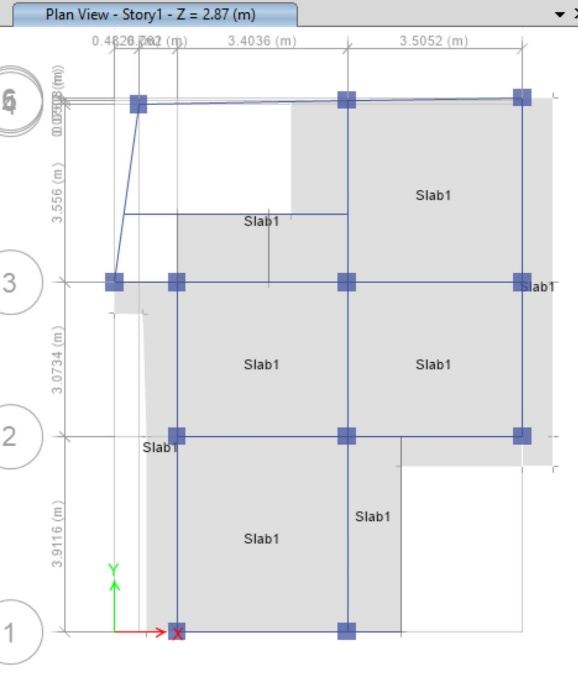 Plan View - Story1 - Z = 2.87 (m)
3.4036 (m)
3.5052 (m)
3.556 (m)
Slab1
Slab1
3
Slab1
3.0734 (m)
Slab1
Slab1
2
Slab1
Slab1
3.9116 (m)
Slab1
Y
X
1